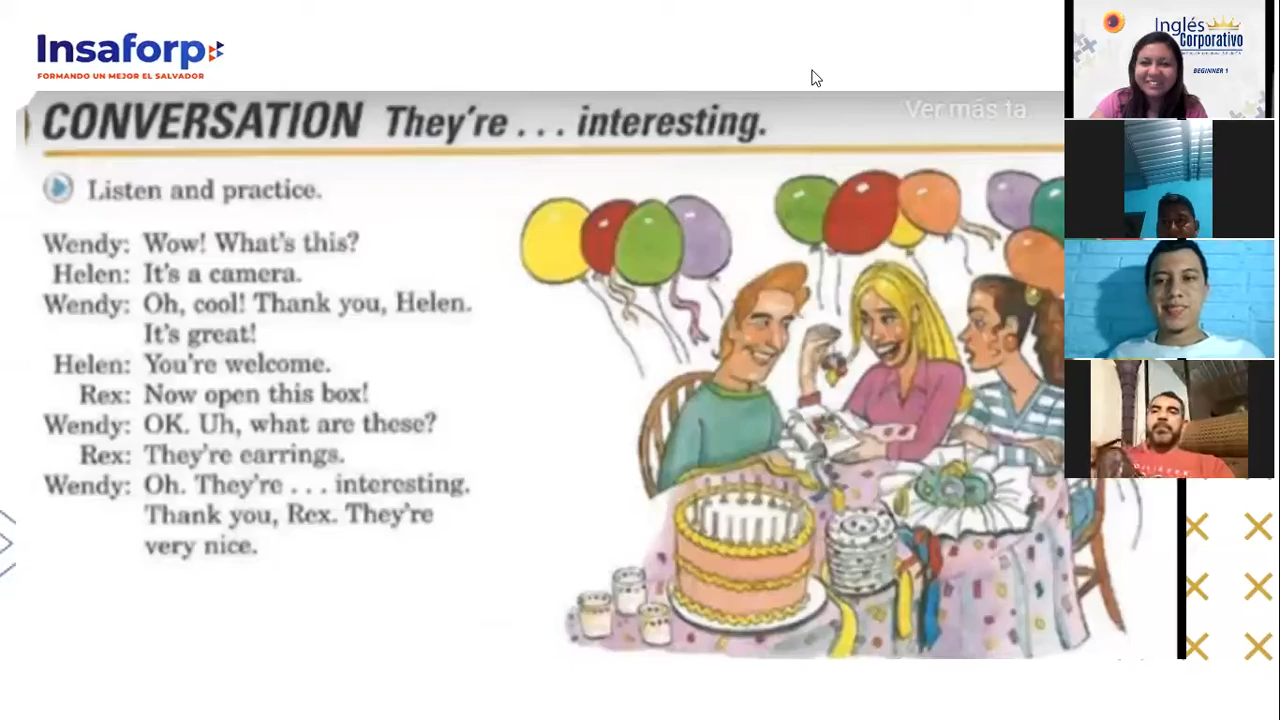 Insaforp
FORMANDO UN MEJOR EL SALVADOR
CONVERSATION They're . . . interesting.
Ver más ta
Listen and practice.
Wendy: Wow! What's this?
Helen: It's a camera.
Wendy: Oh, cool! Thank you, Helen.
It's great!
Helen: You're welcome.
Rex: Now open this box!
Wendy: OK. Uh, what are these?
Rex: They're earrings.
Wendy: Oh. They're . . . interesting.
Thank you, Rex. They're
very nice.
Inglés
Corporativo
BEGINNER 1